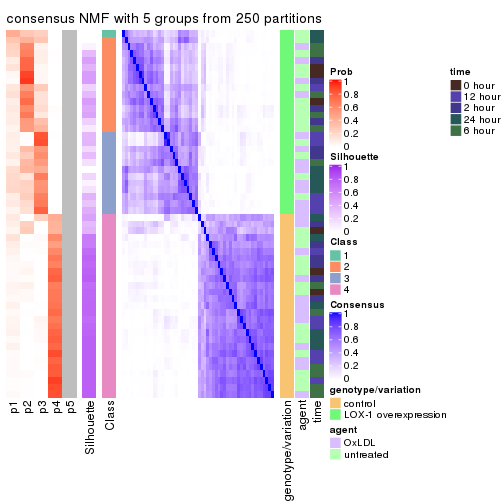 consensus NMF with 5 groups from 250 partitions
Prob
1
0.8
0.6
0.4
0.2
0
Silhouette
1
0.8
0.6
0.4
0.2
0
Class
1
2
3
4
Consensus
1
0.8
0.6
0.4
0.2
0
genotype/variation
control
LOX-1 overexpression
agent
OxLDL
untreated
time
0 hour
12 hour
2 hour
24 hour
6 hour
p1
p2
p3
p4
p5
Silhouette
Class
genotype/variation
agent
time